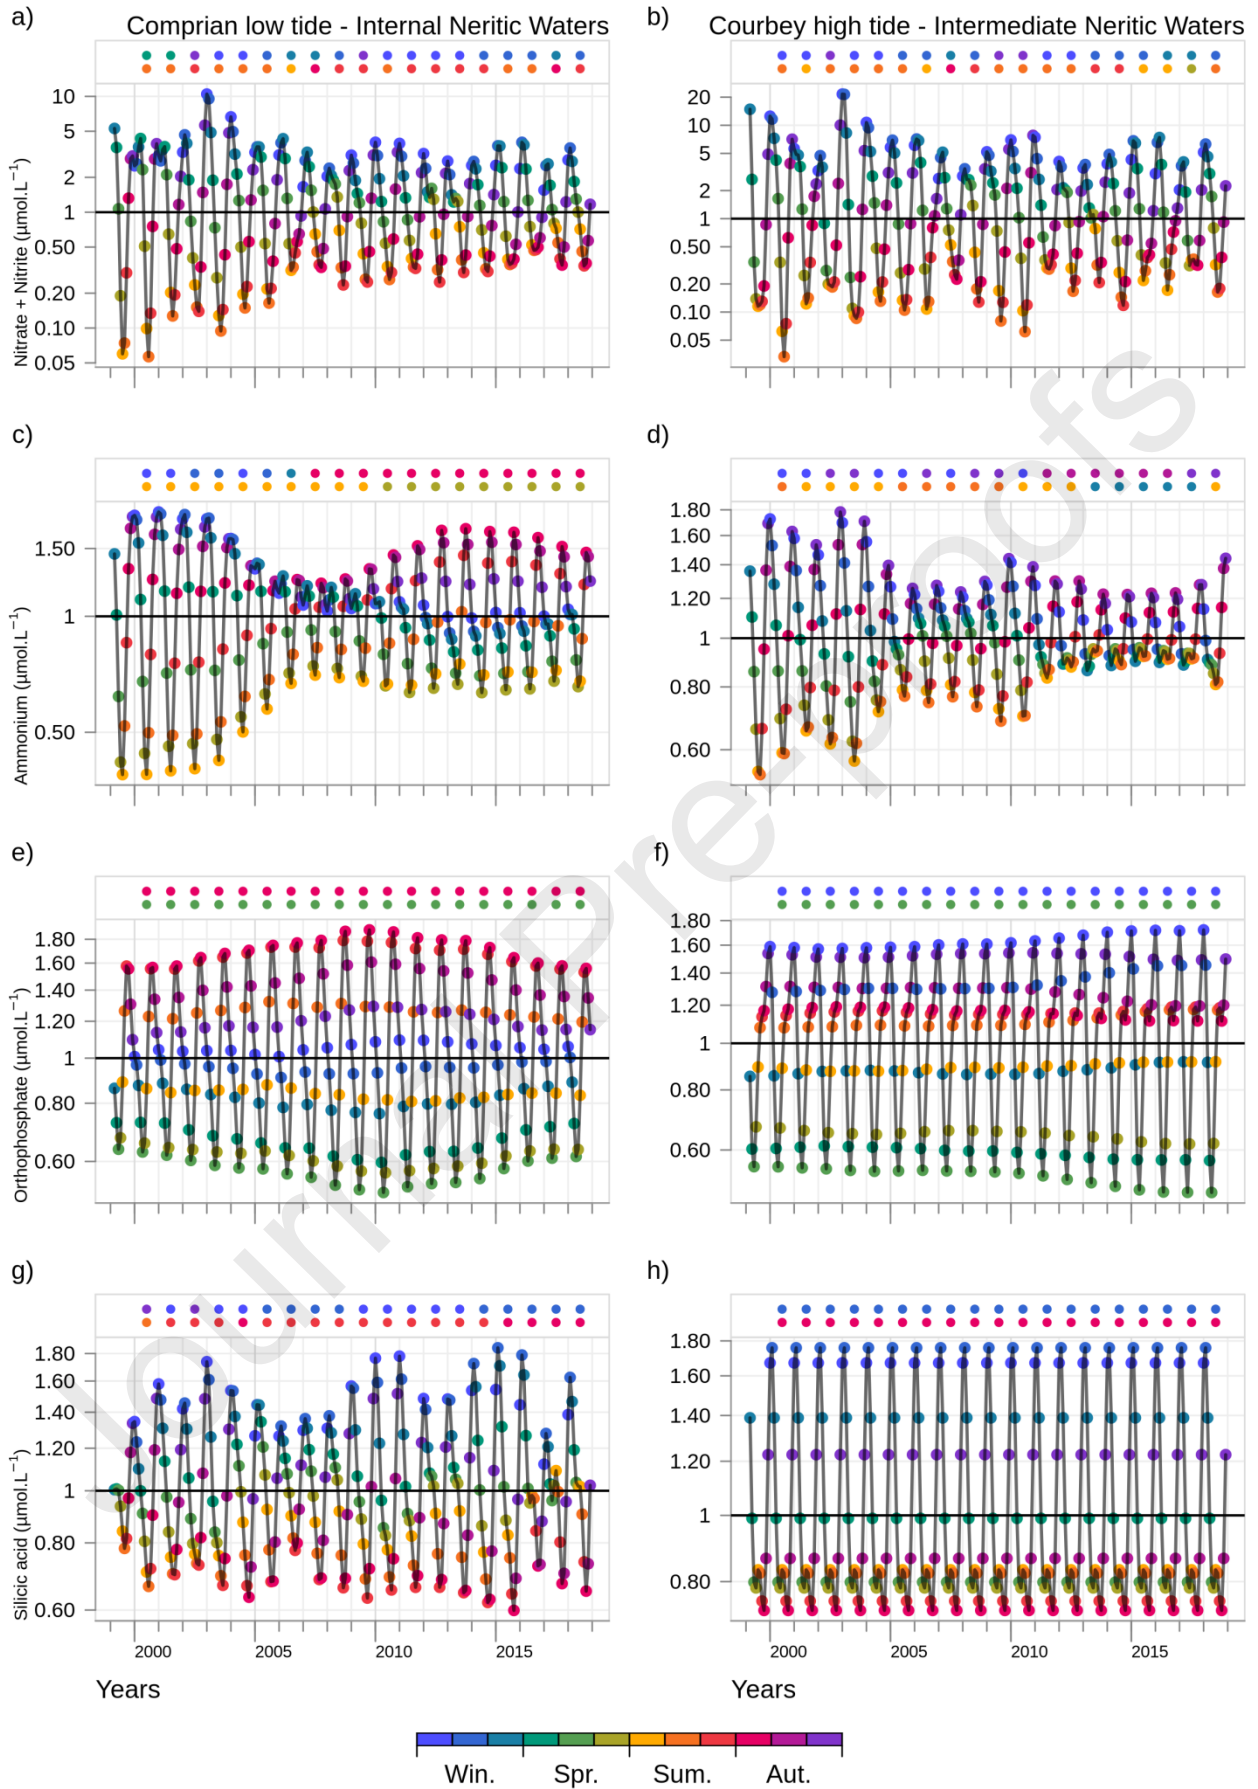 a)
Comprian low tide - Internal Neritic Waters
b)
Courbey high tide - Intermediate Neritic Waters
Nitrate + Nitrite (μmol.L−1)
10
5
2
1
0.50
0.20
0.10
0.05
20
10
5
2
1
0.50
0.20
0.10
0.05
c)
d)
Ammonium (μmol.L−1)
1.50
1
0.50
1.80
1.60
1.40
1.20
1
0.80
0.60
e)
f)
Orthophosphate (μmol.L−1)
1.80
1.60
1.40
1.20
1
0.80
0.60
1.80
1.60
1.40
1.20
1
0.80
0.60
g)
h)
Silicic acid (μmol.L−1)
1.80
1.60
1.40
1.20
1
0.80
0.60
1.80
1.60
1.40
1.20
1
0.80
2000 2005 2010 2015
2000 2005 2010 2015
Years
Years
Win. Spr. Sum. Aut.
Journal Pre-proofs